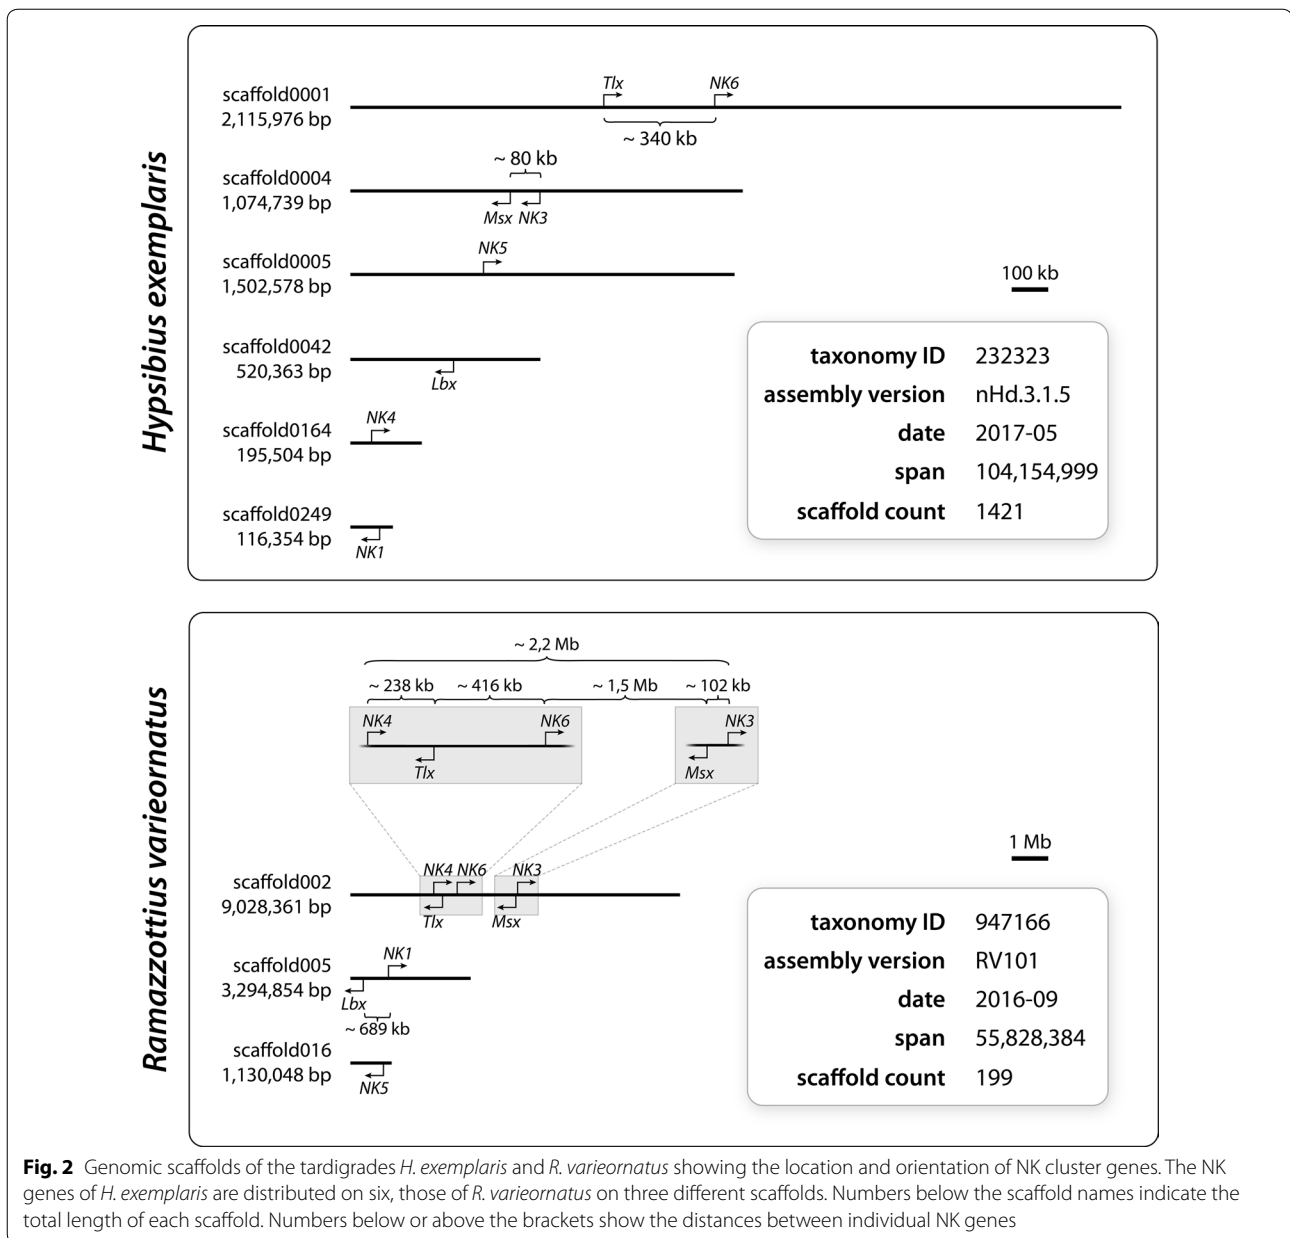 Hypsibius exemplaris
scaffold0001
2,115,976 bp
Tlx
NK6
~ 340 kb
scaffold0004
1,074,739 bp
~ 80 kb
Msx
NK3
scaffold0005
1,502,578 bp
NK5
scaffold0042
520,363 bp
Lbx
scaffold0164
195,504 bp
NK4
scaffold0249
116,354 bp
NK1
100 kb
taxonomy ID 232323
assembly version nHd.3.1.5
date 2017-05
span 104,154,999
scaffold count 1421
Ramazzottius varieornatus
~ 2,2 Mb
~ 238 kb ~ 416 kb ~ 1,5 Mb ~ 102 kb
NK4
NK6
NK3
Tlx
Msx
scaffold002
9,028,361 bp
NK4 NK6 NK3
Tlx Msx
scaffold005
3,294,854 bp
NK1
Lbx
~ 689 kb
scaffold016
1,130,048 bp
NK5
1 Mb
taxonomy ID 947166
assembly version RV101
date 2016-09
span 55,828,384
scaffold count 199
Fig. 2 Genomic scaffolds of the tardigrades H. exemplaris and R. varieornatus showing the location and orientation of NK cluster genes. The NK
genes of H. exemplaris are distributed on six, those of R. varieornatus on three different scaffolds. Numbers below the scaffold names indicate the
total length of each scaffold. Numbers below or above the brackets show the distances between individual NK genes